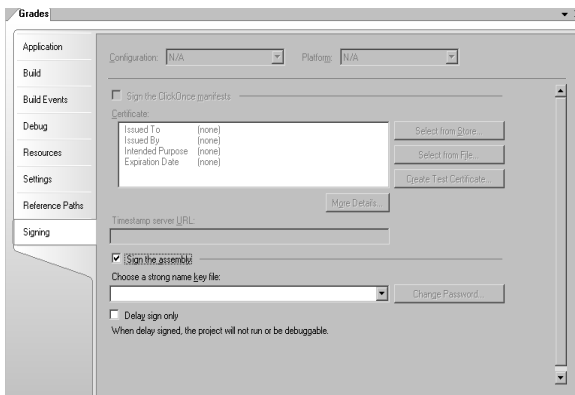 Grades
Application
Build
Build Events
Debug
Resources
Settings
Reference Paths
Signing
Configuration: N/A Platform: N/A
Sign the ClickOnce manifests
Certificate:
Issued To (none)
Issued By (none)
Intended Purpose (none)
Expiration Date (none)
Select from Store...
Select from File...
Create Test Certificate...
More Details...
Timestamp server URL:
Sign the assembly
Choose a strong name key file:
Change Password...
Delay sign only
When delay signed, the project will not run or be debuggable.